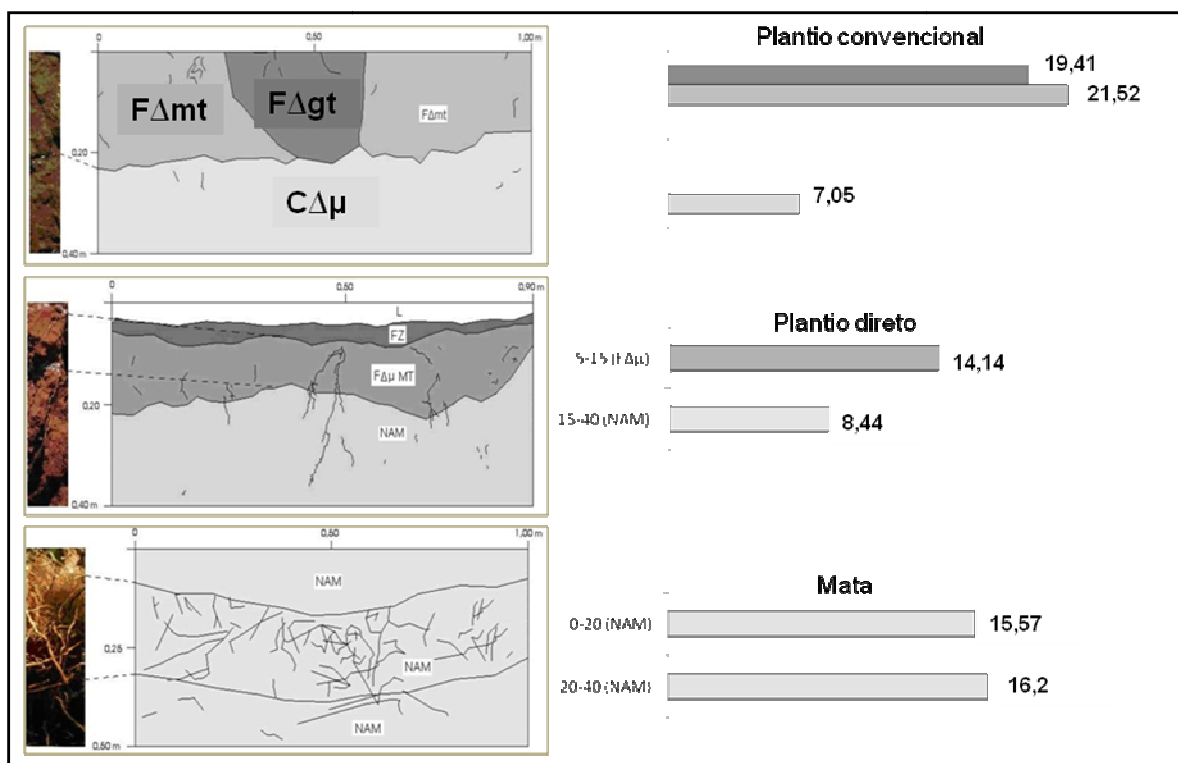 0 0,50 1,00 m
FΔmt FΔgt FΔmt
0,20
CΔµ
0,40 m
Plantio convencional
19,41
21,52
7,05
0 0,50 0,90 m
L
FZ
FΔµ MT
0,20
NAM
0,40 m
Plantio direto
5-15 (FΔµ) 14,14
15-40 (NAM) 8,44
0 0,50 1,00 m
NAM
0,25
NAM
NAM
0,50 m
Mata
0-20 (NAM) 15,57
20-40 (NAM) 16,2